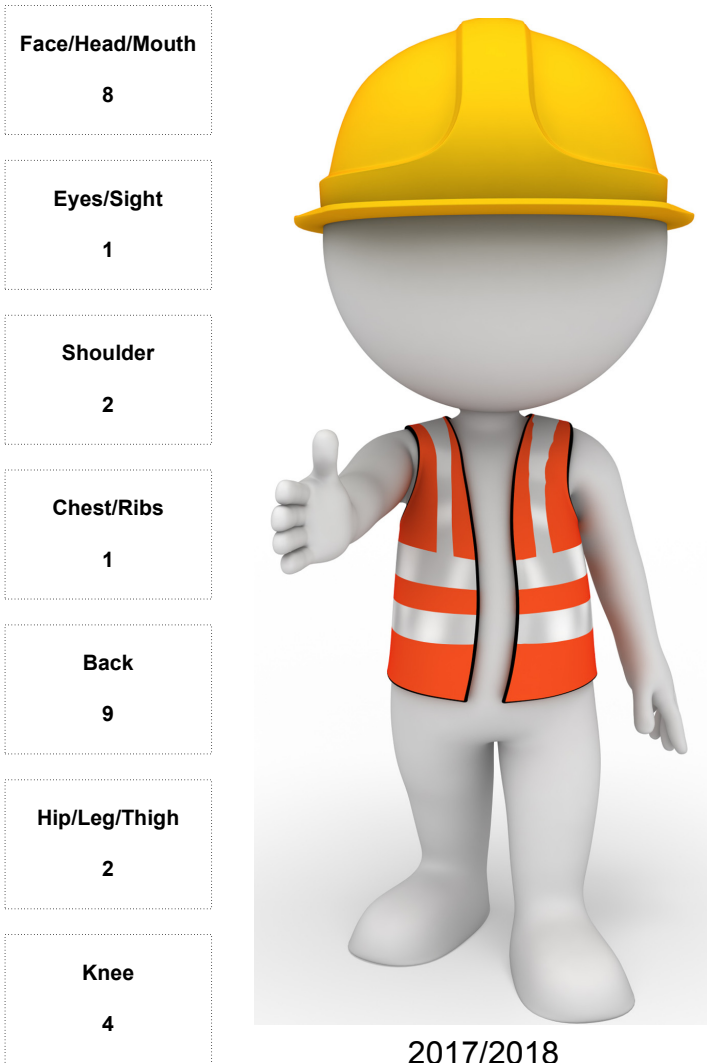 Face/Head/Mouth
8
Eyes/Sight
1
Shoulder
2
Chest/Ribs
1
Back
9
Hip/Leg/Thigh
2
Knee
4
2017/2018